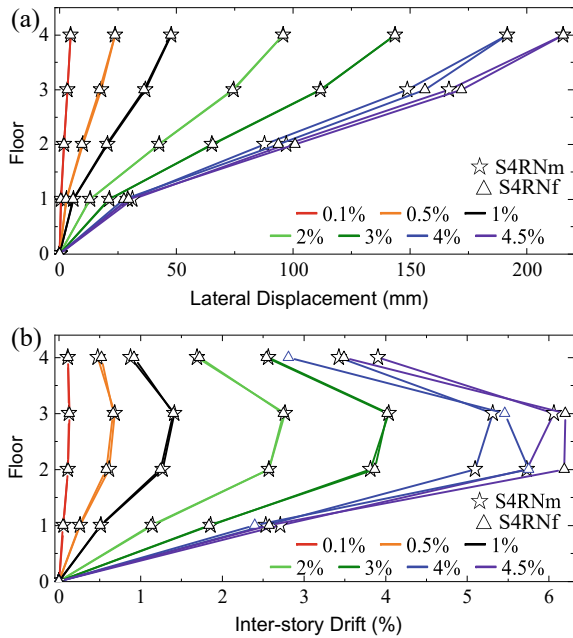 (a)
4
3
2
1
0
Floor
S4RNm
S4RNf
0.1% 0.5% 1%
2% 3% 4% 4.5%
0 50 100 150 200
Lateral Displacement (mm)
(b)
4
3
2
1
0
Floor
S4RNm
S4RNf
0.1% 0.5% 1%
2% 3% 4% 4.5%
0 1 2 3 4 5 6
Inter-story Drift (%)